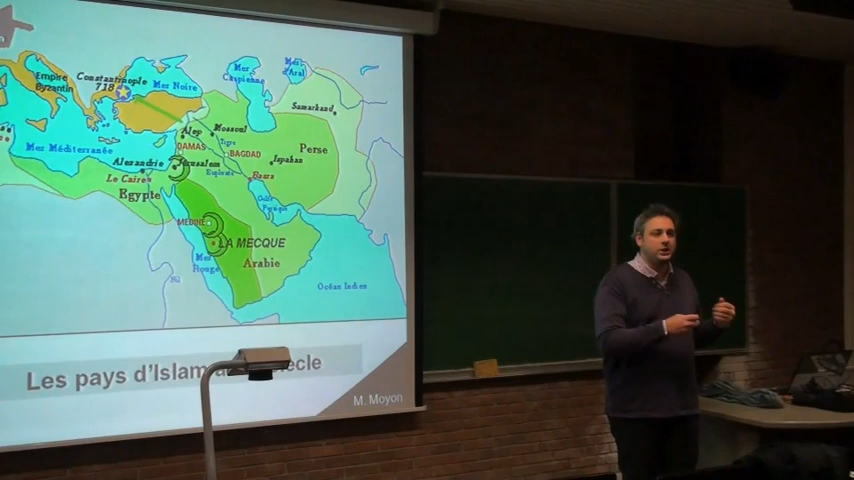 Mer
Caspienne
Mer
d'Aral
Empire
Byzantin
Constantinople
718
Mer Noire
Samarkand
Alep
Mossoul
Tigre
Mer Méditerranée
DAMAS
BAGDAD
Perse
Ispahan
Alexandrie
Jérusalem
Euphrate
Le Caire
Basra
Egypte
Golfe
Persique
MEDINE
LA MECQUE
Mer
Rouge
Arabie
Nil
Océan Indien
Les pays d'Islam
M. Moyon